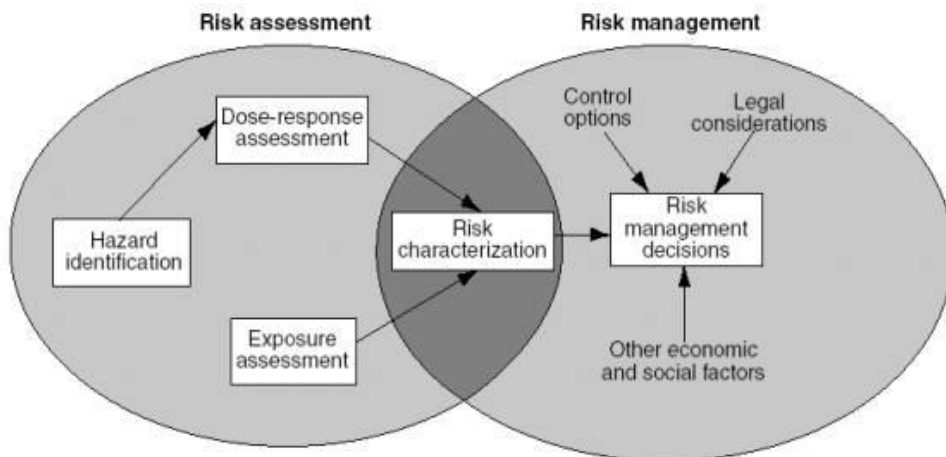 Risk assessment
Risk management
Dose-response
assessment
Control
options
Legal
considerations
Hazard
identification
Risk
characterization
Risk
management
decisions
Exposure
assessment
Other economic
and social factors